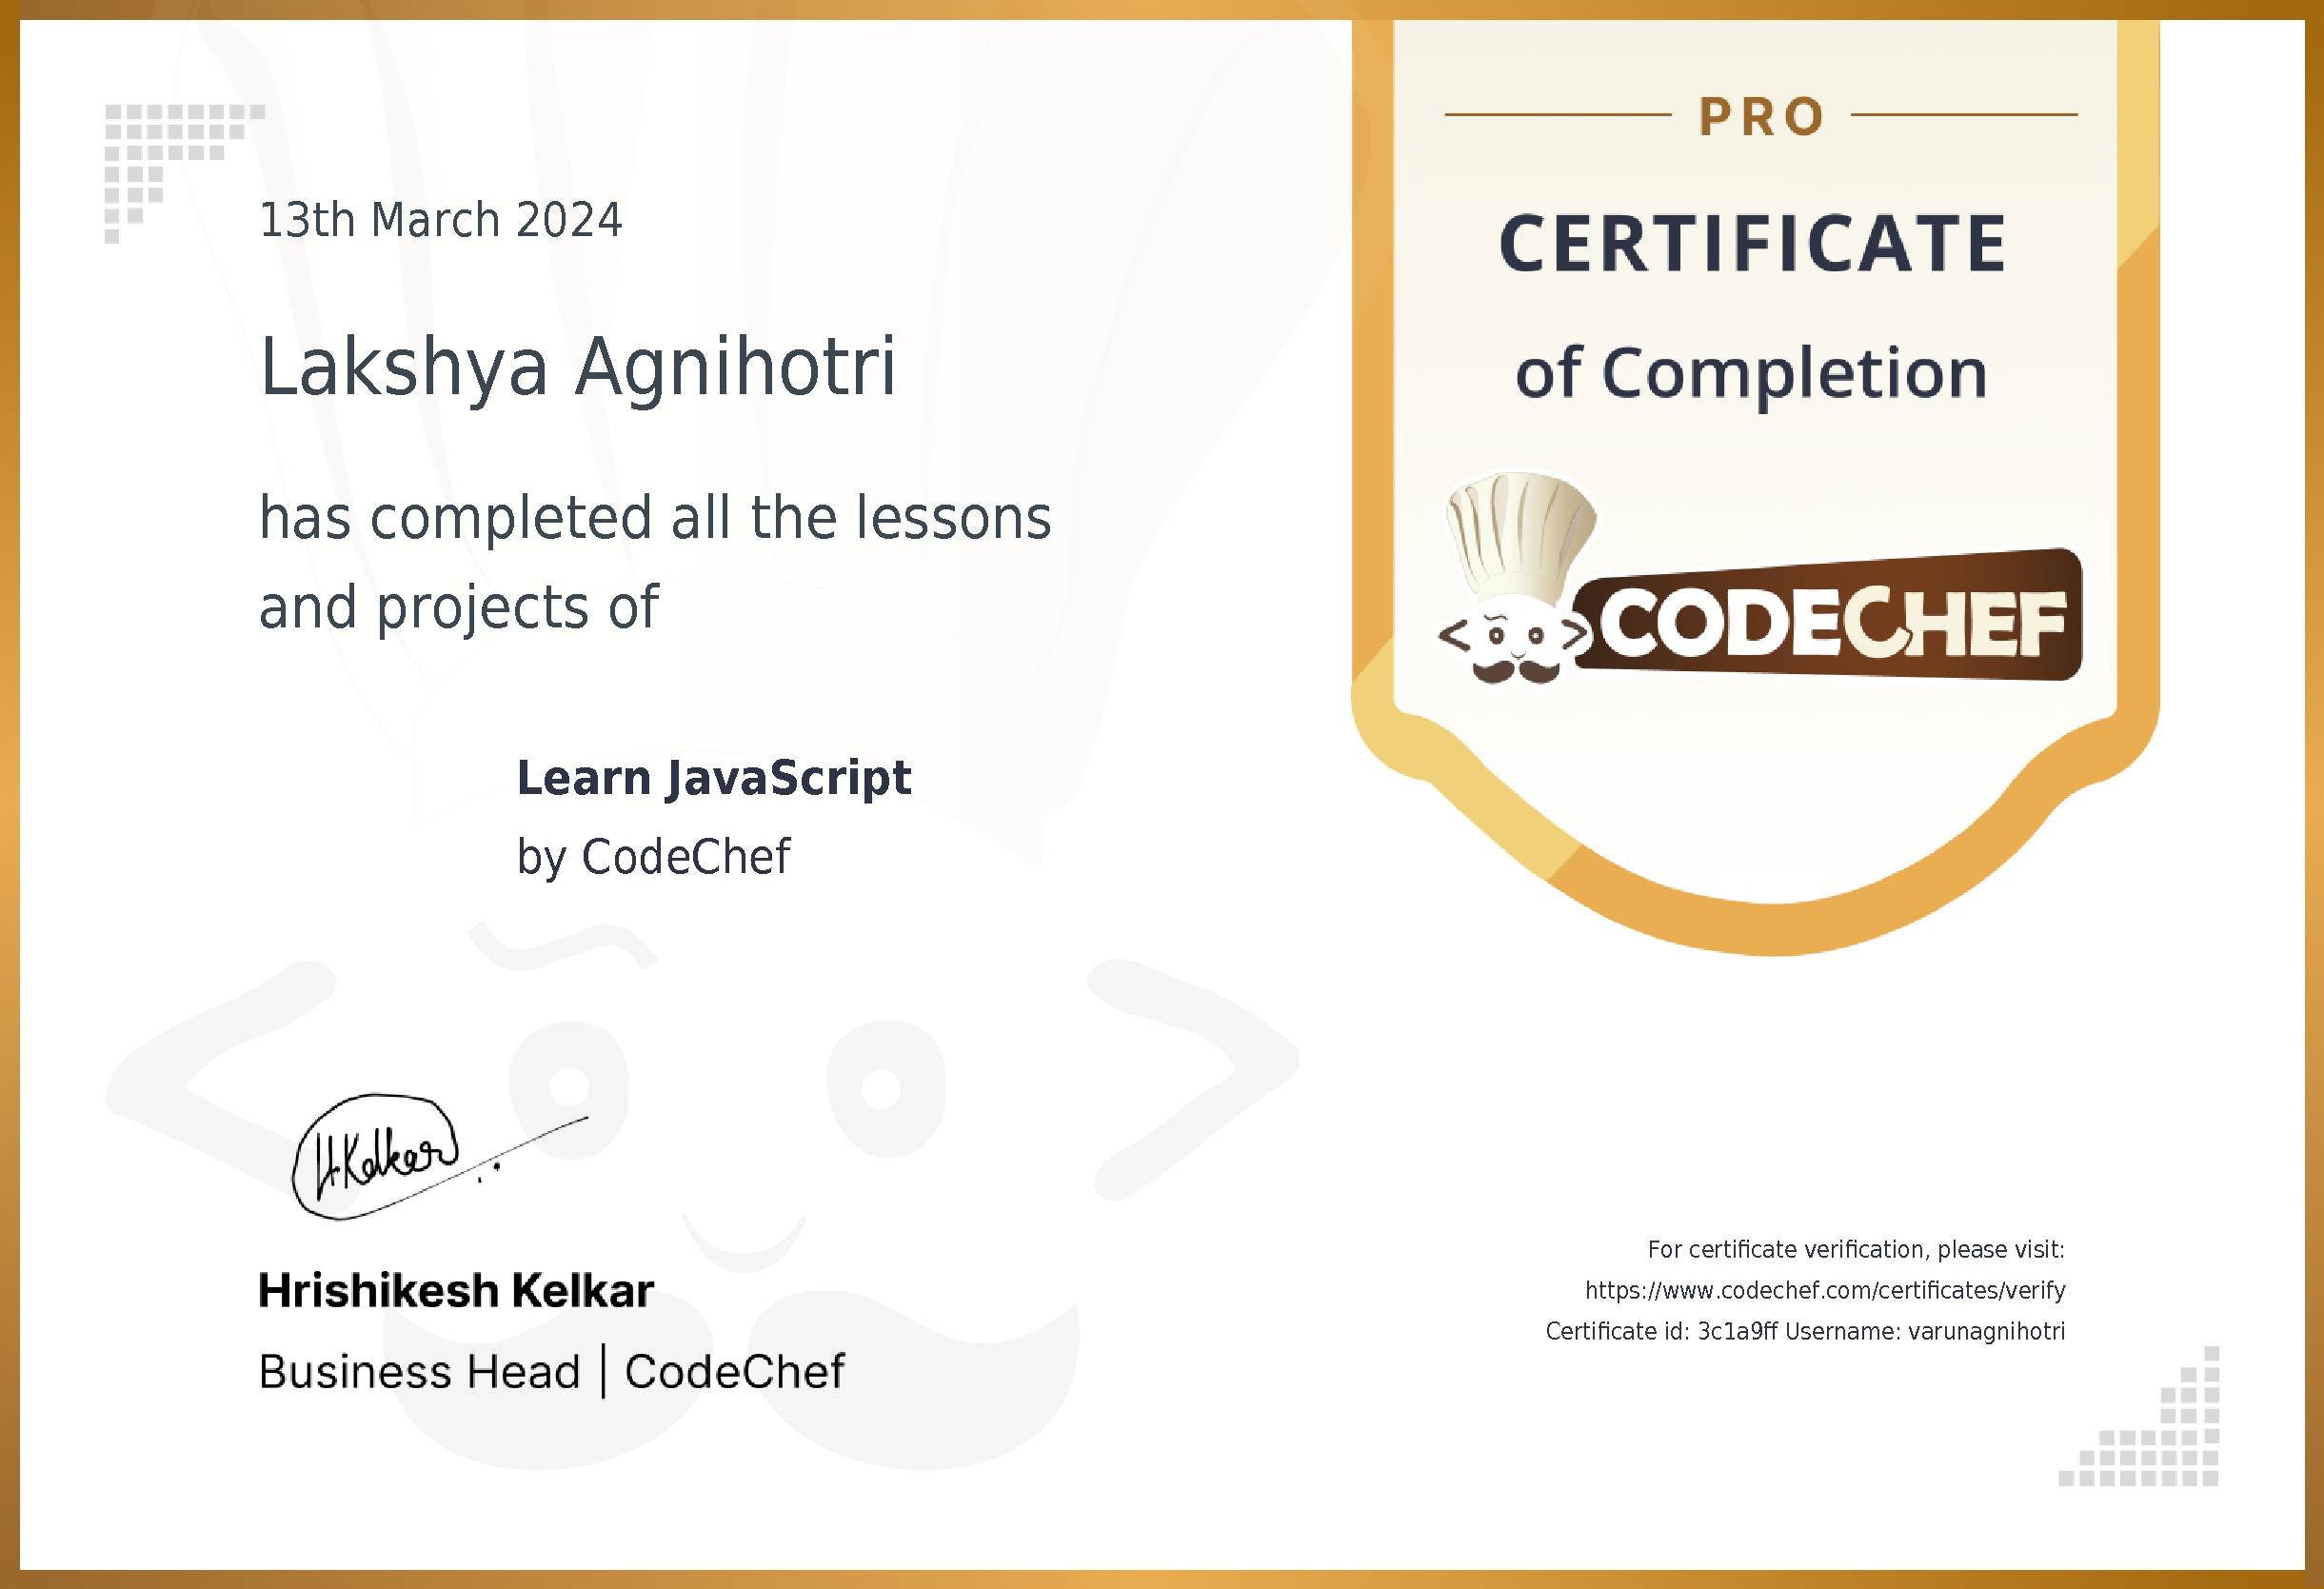 13th March 2024
Lakshya Agnihotri
has completed all the lessons
and projects of
Learn JavaScript
by CodeChef
HKelkar
Hrishikesh Kelkar
Business Head | CodeChef
PRO
CERTIFICATE
of Completion
CODECHEF
For certificate verification, please visit:
https://www.codechef.com/certificates/verify
Certificate id: 3c1a9ff Username: varunagnihotri